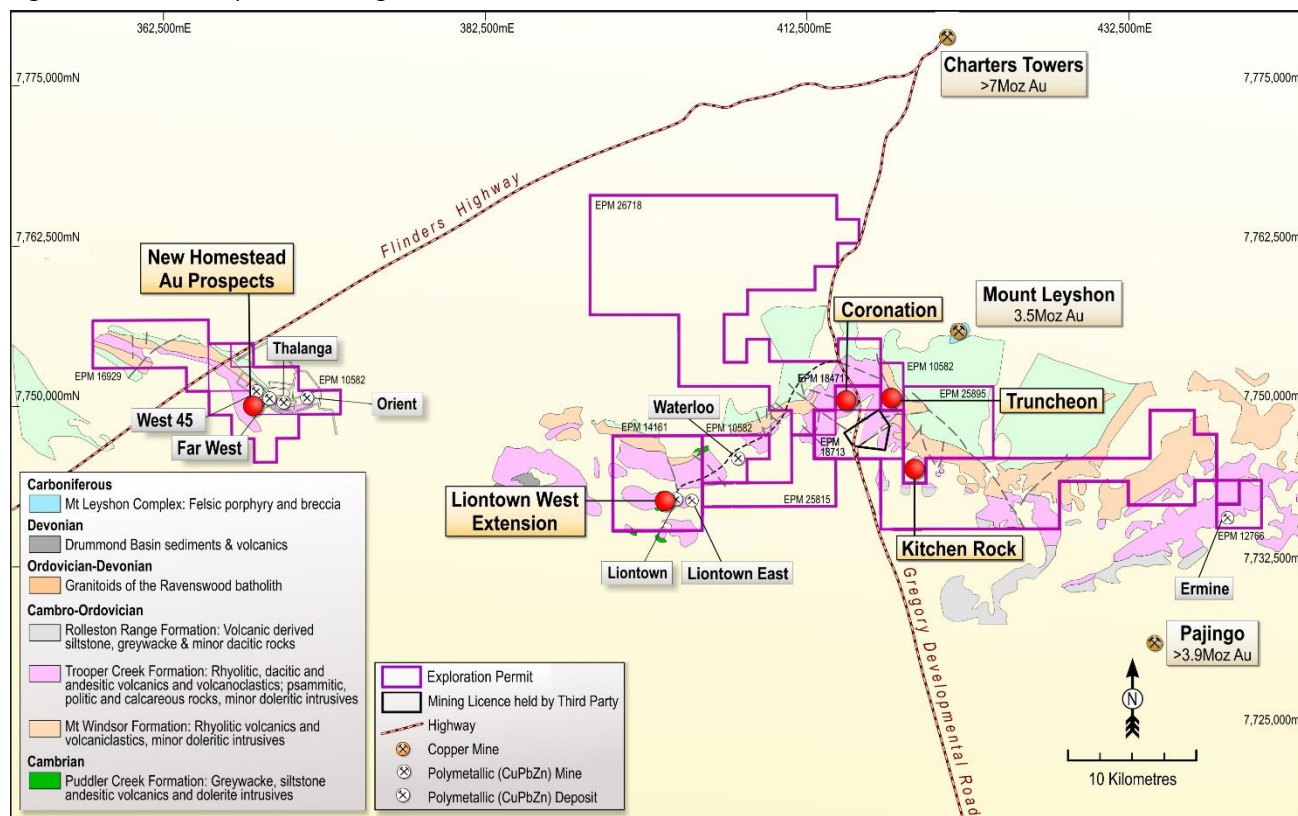 362,500mE
382,500mE
412,500mE
432,500mE
7,775,000mN
7,775,000m
Charters Towers
>7Moz Au
Flinders Highway
EPM 26718
7,762,500mN
7,762,500m
New Homestead
Au Prospects
Coronation
Mount Leyshon
3.5Moz Au
Thalanga
EPM 16929
EPM 10582
EPM 18471
EPM 10582
7,750,000mN
7,750,000m
EPM 25895
West 45
Orient
Truncheon
Far West
Waterloo
EPM 14161
EPM 10582
EPM
18713
EPM 25815
Liontown West
Extension
Kitchen Rock
Liontown
Liontown East
EPM 12766
7,732,500m
Ermine
Gregory Developmental Road
Pajingo
>3.9Moz Au
7,725,000m
N
10 Kilometres
Carboniferous
Mt Leyshon Complex: Felsic porphyry and breccia
Devonian
Drummond Basin sediments & volcanics
Ordovician-Devonian
Granitoids of the Ravenswood batholith
Cambro-Ordovician
Rolleston Range Formation: Volcanic derived
siltstone, greywacke & minor dacitic rocks
Trooper Creek Formation: Rhyolitic, dacitic and
andesitic volcanics and volcanoclastics; psammitic,
politic and calcareous rocks, minor doleritic intrusives
Mt Windsor Formation: Rhyolitic volcanics and
volcaniclastics, minor doleritic intrusives
Cambrian
Puddler Creek Formation: Greywacke, siltstone
andesitic volcanics and dolerite intrusives
Exploration Permit
Mining Licence held by Third Party
Highway
Copper Mine
Polymetallic (CuPbZn) Mine
Polymetallic (CuPbZn) Deposit